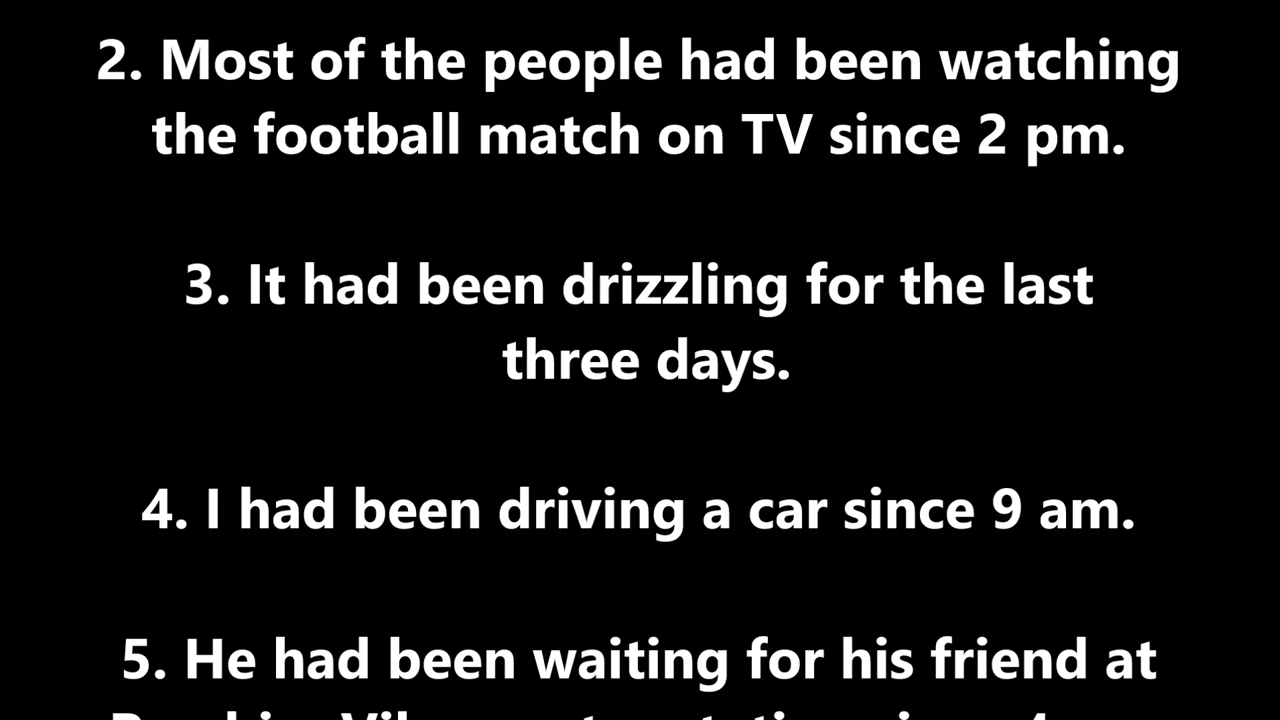 2. Most of the people had been watching
the football match on TV since 2 pm.
3. It had been drizzling for the last
three days.
4. I had been driving a car since 9 am.
5. He had been waiting for his friend at